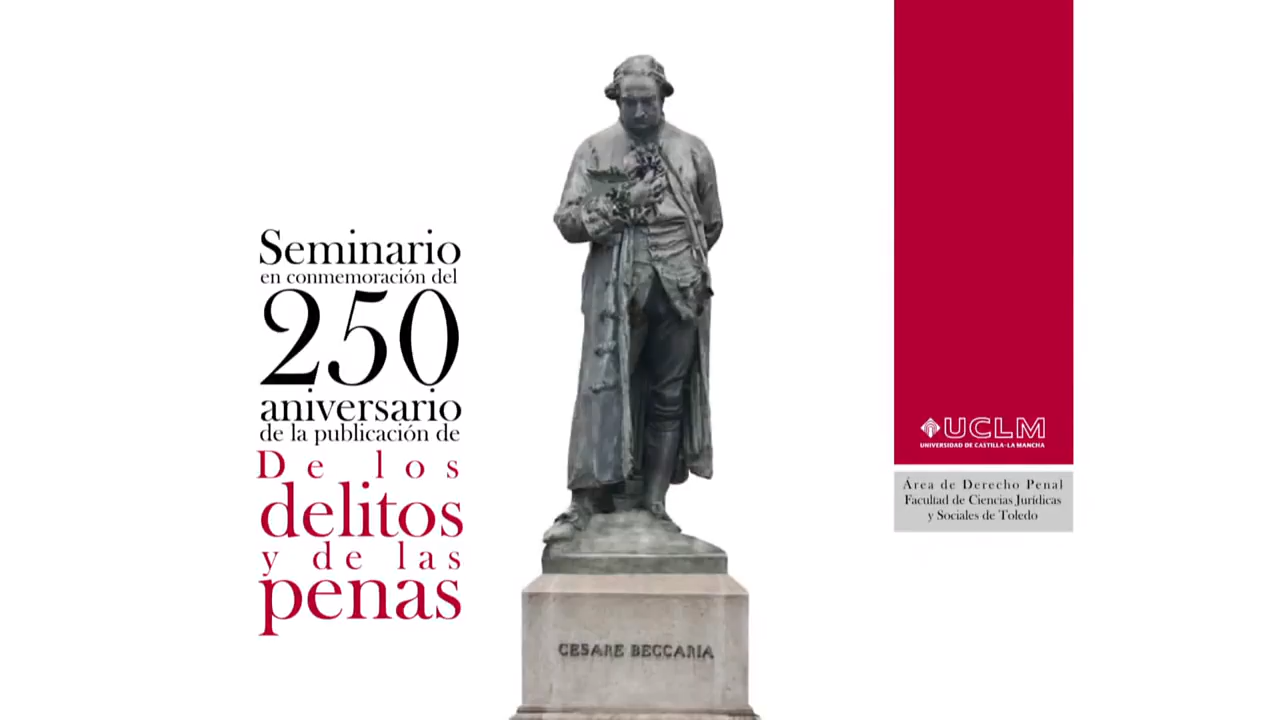 Seminario
en conmemoración del
250
aniversario
de la publicación de
De los
delitos
y de las
penas
CESARE BECCARIA
UCLM
UNIVERSIDAD DE CASTILLA-LA MANCHA
Área de Derecho Penal
Facultad de Ciencias Jurídicas
y Sociales de Toledo